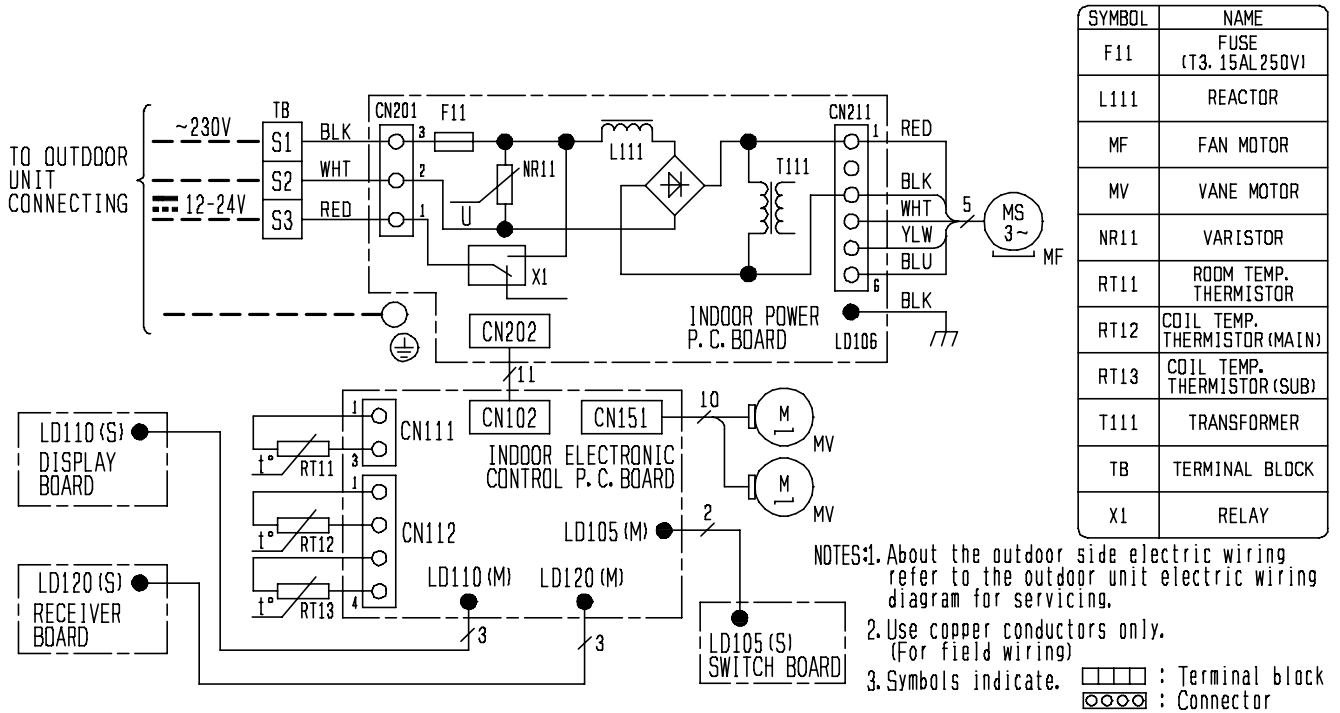 TO OUTDOOR
UNIT
CONNECTING
~230V
12-24V
TB
S1
S2
S3
BLK
WHT
RED
CN201
3
2
1
F11
NR11
U
L111
X1
T111
CN211
1
6
RED
BLK
WHT
YLW
BLU
BLK
5
MS
3~
MF
INDOOR POWER
P. C. BOARD
LD106
CN202
11
CN102
CN151
10
M
MV
M
MV
INDOOR ELECTRONIC
CONTROL P. C. BOARD
1
3
CN111
t°
RT11
1
4
CN112
t°
RT12
t°
RT13
LD105 (M)
2
LD110 (M)
LD120 (M)
3
3
LD110 (S)
DISPLAY
BOARD
LD120 (S)
RECEIVER
BOARD
LD105 (S)
SWITCH BOARD
SYMBOL NAME
F11 FUSE
(T3. 15AL250V)
L111 REACTOR
MF FAN MOTOR
MV VANE MOTOR
NR11 VARISTOR
RT11 ROOM TEMP.
THERMISTOR
RT12 COIL TEMP.
THERMISTOR (MAIN)
RT13 COIL TEMP.
THERMISTOR (SUB)
T111 TRANSFORMER
TB TERMINAL BLOCK
X1 RELAY
NOTES:1. About the outdoor side electric wiring
refer to the outdoor unit electric wiring
diagram for servicing.
2. Use copper conductors only.
(For field wiring)
3. Symbols indicate.
: Terminal block
: Connector